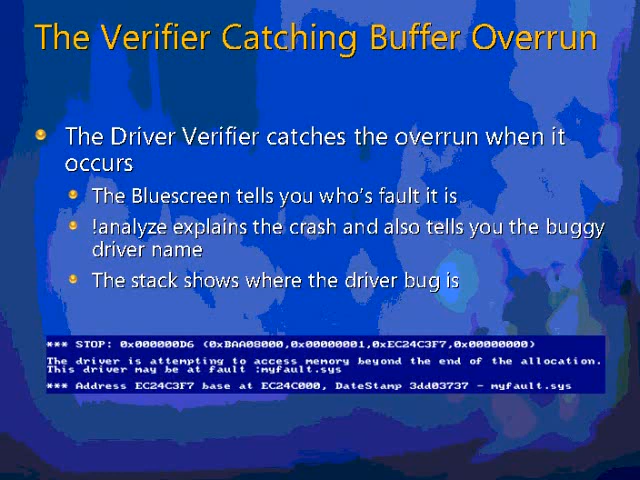 The Verifier Catching Buffer Overrun
The Driver Verifier catches the overrun when it
occurs
The Bluescreen tells you who's fault it is
!analyze explains the crash and also tells you the buggy
driver name
The stack shows where the driver bug is
*** STOP: 0x000000D6 (0xBAA08000,0x00000001,0xEC24C3F7,0x00000000)
The driver is attempting to access memory beyond the end of the allocation.
This driver may be at fault :myfault.sys
*** Address EC24C3F7 base at EC24C000, DateStamp 3dd03737 - myfault.sys